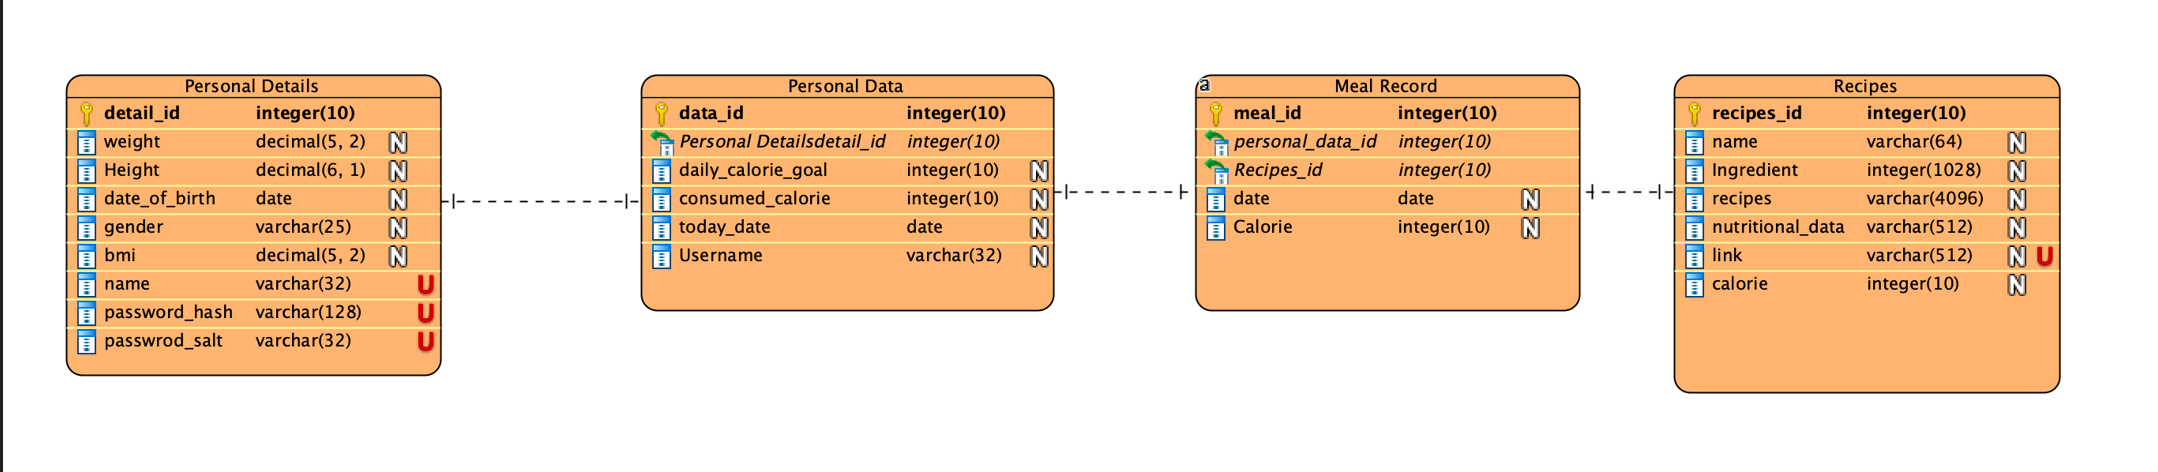 Personal Details
detail_id integer(10)
weight decimal(5, 2) N
Height decimal(6, 1) N
date_of_birth date N
gender varchar(25) N
bmi decimal(5, 2) N
name varchar(32) U
password_hash varchar(128) U
passwrod_salt varchar(32) U
Personal Data
data_id integer(10)
Personal Detailsdetail_id integer(10)
daily_calorie_goal integer(10) N
consumed_calorie integer(10) N
today_date date N
Username varchar(32) N
a Meal Record
meal_id integer(10)
personal_data_id integer(10)
Recipes_id integer(10)
date date N
Calorie integer(10) N
Recipes
recipes_id integer(10)
name varchar(64) N
Ingredient integer(1028) N
recipes varchar(4096) N
nutritional_data varchar(512) N
link varchar(512) N U
calorie integer(10) N